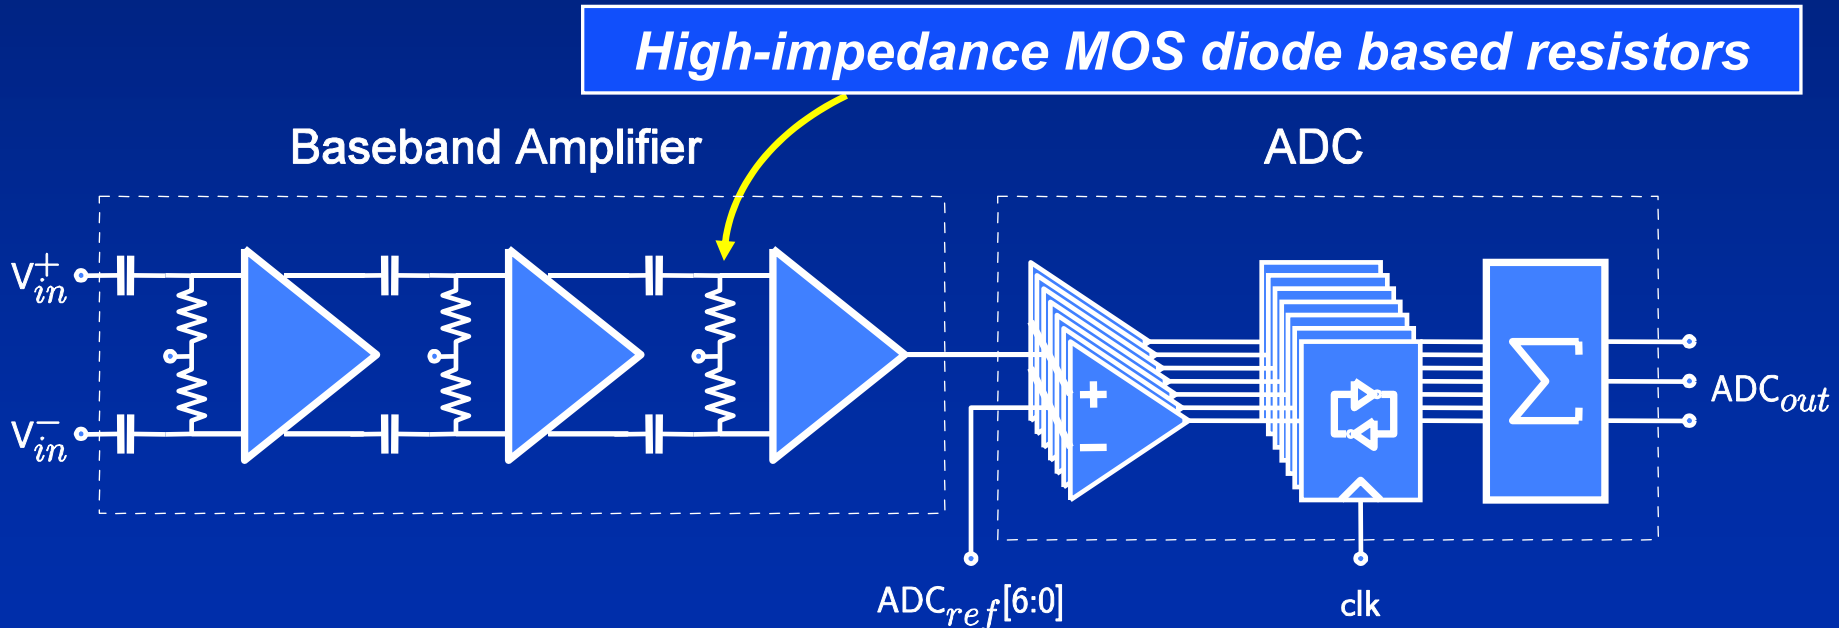 High-impedance MOS diode based resistors
Baseband Amplifier
ADC
V+in
V−in
+
−
Σ
ADCout
ADCref[6:0]
clk